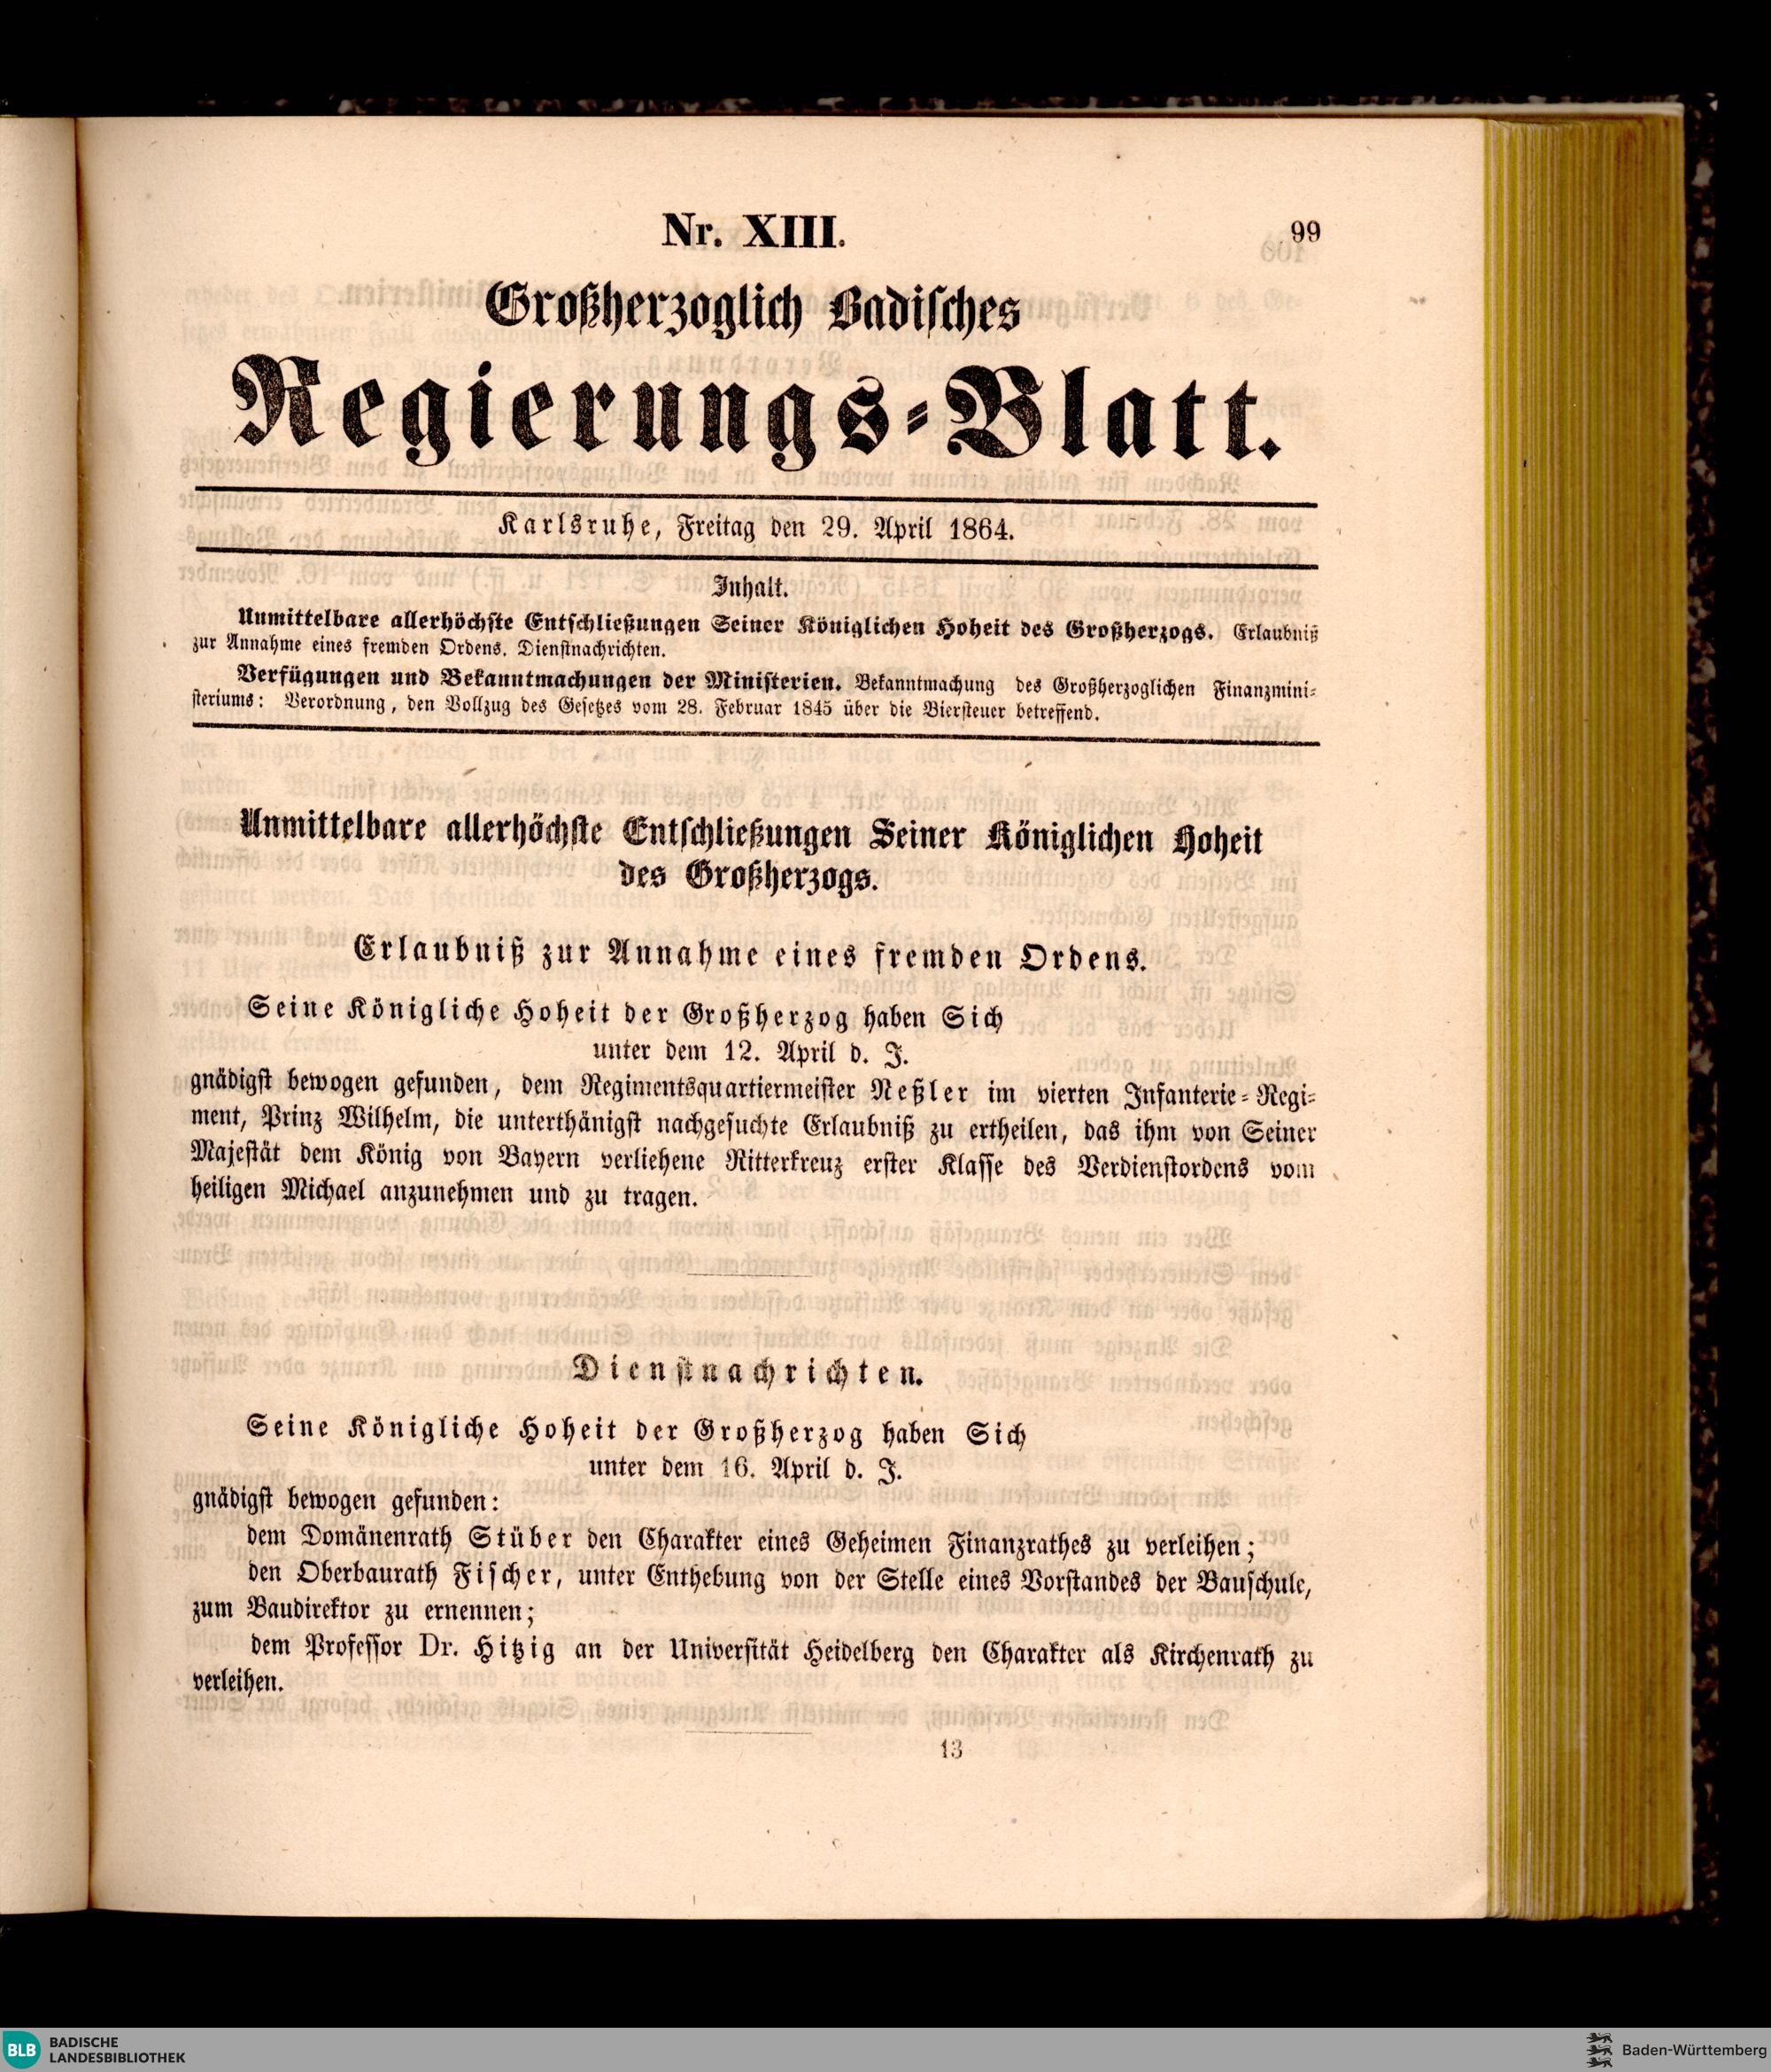 Nr. XIII.
99
Großherzoglich Badisches
Regierungs-Blatt.
Karlsruhe, Freitag den 29. April 1864.
Inhalt.
Unmittelbare allerhöchste Entschließungen Seiner Königlichen Hoheit des Großherzogs. Erlaubniß
zur Annahme eines fremden Ordens. Dienstnachrichten.
Verfügungen und Bekanntmachungen der Ministerien. Bekanntmachung des Großherzoglichen Finanzmini-
steriums: Verordnung, den Vollzug des Gesetzes vom 28. Februar 1845 über die Biersteuer betreffend.
Unmittelbare allerhöchste Entschließungen Seiner Königlichen Hoheit
des Großherzogs.
Erlaubniß zur Annahme eines fremden Ordens.
Seine Königliche Hoheit der Großherzog haben Sich
unter dem 12. April d. J.
gnädigst bewogen gefunden, dem Regimentsquartiermeister Neßler im vierten Infanterie-Regi-
ment, Prinz Wilhelm, die unterthänigst nachgesuchte Erlaubniß zu ertheilen, das ihm von Seiner
Majestät dem König von Bayern verliehene Ritterkreuz erster Klasse des Verdienstordens vom
heiligen Michael anzunehmen und zu tragen.
Dienstnachrichten.
Seine Königliche Hoheit der Großherzog haben Sich
unter dem 16. April d. J.
gnädigst bewogen gefunden:
dem Domänenrath Stüber den Charakter eines Geheimen Finanzrathes zu verleihen;
den Oberbaurath Fischer, unter Enthebung von der Stelle eines Vorstandes der Bauschule,
zum Baudirektor zu ernennen;
dem Professor Dr. Hitzig an der Universität Heidelberg den Charakter als Kirchenrath zu
verleihen.
13
BLB BADISCHE
LANDESBIBLIOTHEK
Baden-Württemberg